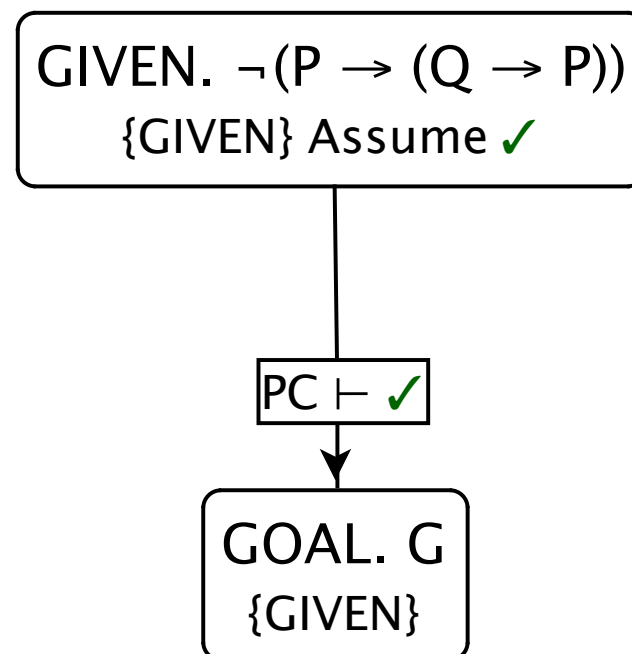 GIVEN. ¬(P → (Q → P))
{GIVEN} Assume ✓
PC ⊢ ✓
GOAL. G
{GIVEN}